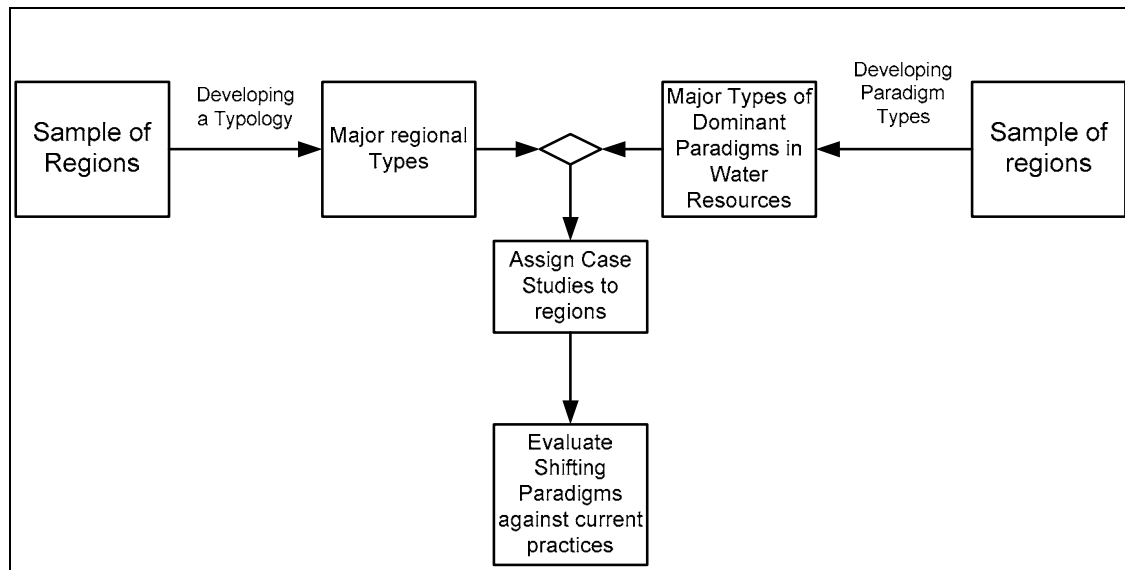 Sample of
Regions
Developing
a Typology
Major regional
Types
Major Types of
Dominant
Paradigms in
Water
Resources
Developing
Paradigm
Types
Sample of
regions
Assign Case
Studies to
regions
Evaluate
Shifting
Paradigms
against current
practices